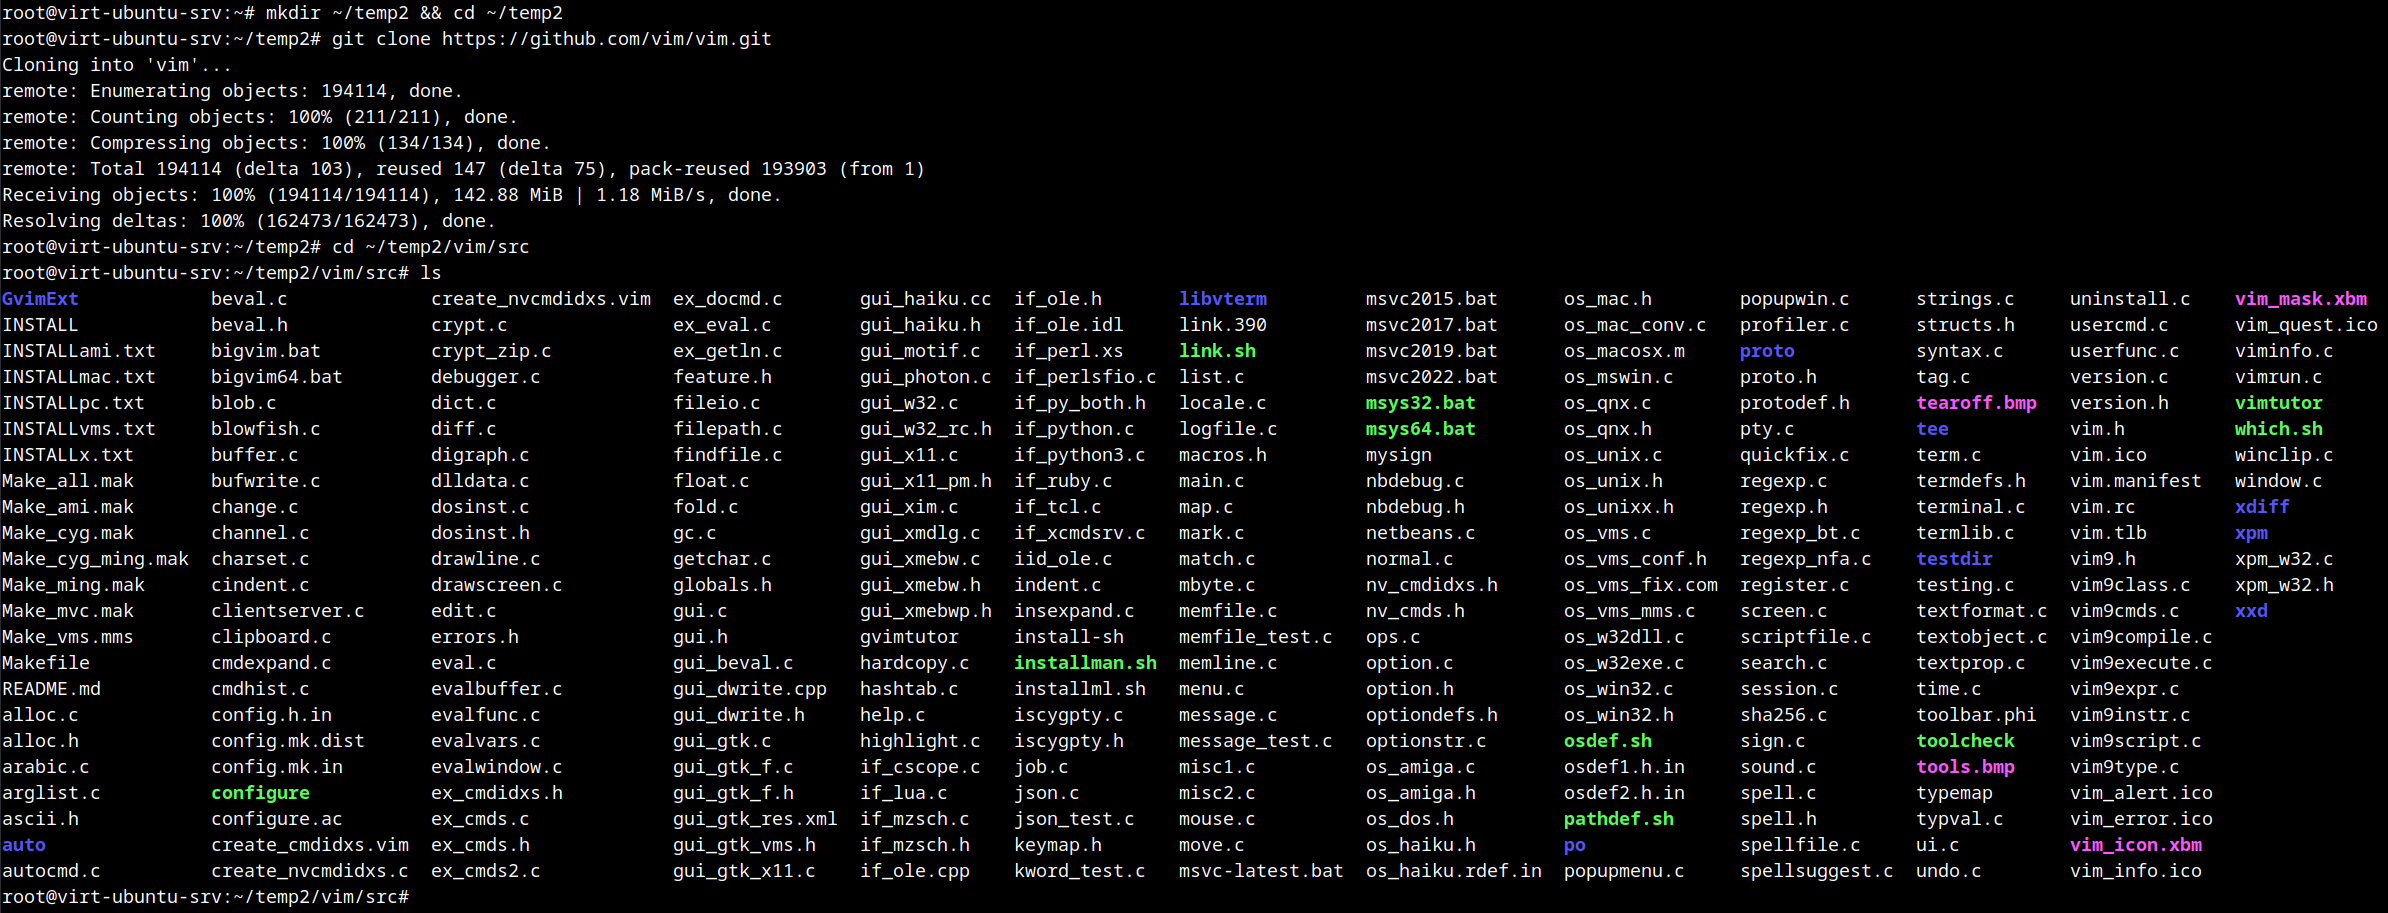 root@virt-ubuntu-srv:~# mkdir ~/temp2 && cd ~/temp2
root@virt-ubuntu-srv:~/temp2# git clone https://github.com/vim/vim.git
Cloning into 'vim'...
remote: Enumerating objects: 194114, done.
remote: Counting objects: 100% (211/211), done.
remote: Compressing objects: 100% (134/134), done.
remote: Total 194114 (delta 103), reused 147 (delta 75), pack-reused 193903 (from 1)
Receiving objects: 100% (194114/194114), 142.88 MiB | 1.18 MiB/s, done.
Resolving deltas: 100% (162473/162473), done.
root@virt-ubuntu-srv:~/temp2# cd ~/temp2/vim/src
root@virt-ubuntu-srv:~/temp2/vim/src# ls
GvimExt beval.c create_nvcmdidxs.vim ex_docmd.c gui_haiku.cc if_ole.h libvterm msvc2015.bat os_mac.h popupwin.c strings.c uninstall.c vim_mask.xbm
INSTALL beval.h crypt.c ex_eval.c gui_haiku.h if_ole.idl link.390 msvc2017.bat os_mac_conv.c profiler.c structs.h usercmd.c vim_quest.ico
INSTALLami.txt bigvim.bat crypt_zip.c ex_getln.c gui_motif.c if_perl.xs link.sh msvc2019.bat os_macosx.m proto syntax.c userfunc.c viminfo.c
INSTALLmac.txt bigvim64.bat debugger.c feature.h gui_photon.c if_perlsfio.c list.c msvc2022.bat os_mswin.c proto.h tag.c version.c vimrun.c
INSTALLpc.txt blob.c dict.c fileio.c gui_w32.c if_py_both.h locale.c msys32.bat os_qnx.c protodef.h tearoff.bmp version.h vimtutor
INSTALLvms.txt blowfish.c diff.c filepath.c gui_w32_rc.h if_python.c logfile.c msys64.bat os_qnx.h pty.c tee vim.h which.sh
INSTALLx.txt buffer.c digraph.c findfile.c gui_x11.c if_python3.c macros.h mysign os_unix.c quickfix.c term.c vim.ico winclip.c
Make_all.mak bufwrite.c dlldata.c float.c gui_x11_pm.h if_ruby.c main.c nbdebug.c os_unix.h regexp.c termdefs.h vim.manifest window.c
Make_ami.mak change.c dosinst.c fold.c gui_xim.c if_tcl.c map.c nbdebug.h os_unixx.h regexp.h terminal.c vim.rc xdiff
Make_cyg.mak channel.c dosinst.h gc.c gui_xmdlg.c if_xcmdsrv.c mark.c netbeans.c os_vms.c regexp_bt.c termlib.c vim.tlb xpm
Make_cyg_ming.mak charset.c drawline.c getchar.c gui_xmebw.c iid_ole.c match.c normal.c os_vms_conf.h regexp_nfa.c testdir vim9.h xpm_w32.c
Make_ming.mak cindent.c drawscreen.c globals.h gui_xmebw.h indent.c mbyte.c nv_cmdidxs.h os_vms_fix.com register.c testing.c vim9class.c xpm_w32.h
Make_mvc.mak clientserver.c edit.c gui.c gui_xmebwp.h insexpand.c memfile.c nv_cmds.h os_vms_mms.c screen.c textformat.c vim9cmds.c xxd
Make_vms.mms clipboard.c errors.h gui.h gvimtutor install-sh memfile_test.c ops.c os_w32dll.c scriptfile.c textobject.c vim9compile.c
Makefile cmdexpand.c eval.c gui_beval.c hardcopy.c installman.sh memline.c option.c os_w32exe.c search.c textprop.c vim9execute.c
README.md cmdhist.c evalbuffer.c gui_dwrite.cpp hashtab.c installml.sh menu.c option.h os_win32.c session.c time.c vim9expr.c
alloc.c config.h.in evalfunc.c gui_dwrite.h help.c iscygpty.c message.c optiondefs.h os_win32.h sha256.c toolbar.phi vim9instr.c
alloc.h config.mk.dist evalvars.c gui_gtk.c highlight.c iscygpty.h message_test.c optionstr.c osdef.sh sign.c toolcheck vim9script.c
arabic.c config.mk.in evalwindow.c gui_gtk_f.c if_cscope.c job.c misc1.c os_amiga.c osdef1.h.in sound.c tools.bmp vim9type.c
arglist.c configure ex_cmdidxs.h gui_gtk_f.h if_lua.c json.c misc2.c os_amiga.h osdef2.h.in spell.c typemap vim_alert.ico
ascii.h configure.ac ex_cmds.c gui_gtk_res.xml if_mzsch.c json_test.c mouse.c os_dos.h pathdef.sh spell.h typval.c vim_error.ico
auto create_cmdidxs.vim ex_cmds.h gui_gtk_vms.h if_mzsch.h keymap.h move.c os_haiku.h po spellfile.c ui.c vim_icon.xbm
autocmd.c create_nvcmdidxs.c ex_cmds2.c gui_gtk_x11.c if_ole.cpp kword_test.c msvc-latest.bat os_haiku.rdef.in popupmenu.c spellsuggest.c undo.c vim_info.ico
root@virt-ubuntu-srv:~/temp2/vim/src#